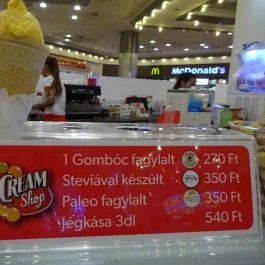 McDonald's
CREAM
Shop
1 Gombóc fagylalt 270 Ft
Steviával készült 350 Ft
Paleo fagylalt 350 Ft
Jégkása 3dl 540 Ft